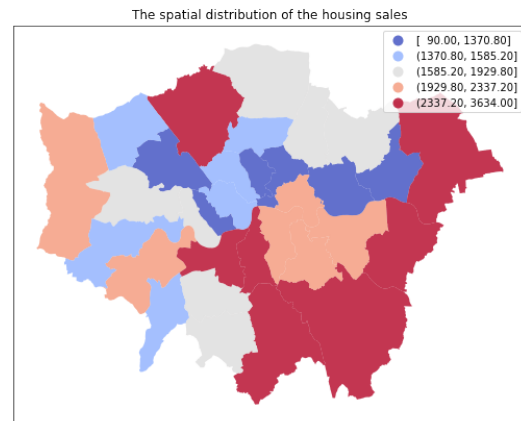 The spatial distribution of the housing sales
[  90.00, 1370.80]
(1370.80, 1585.20]
(1585.20, 1929.80]
(1929.80, 2337.20]
(2337.20, 3634.00]